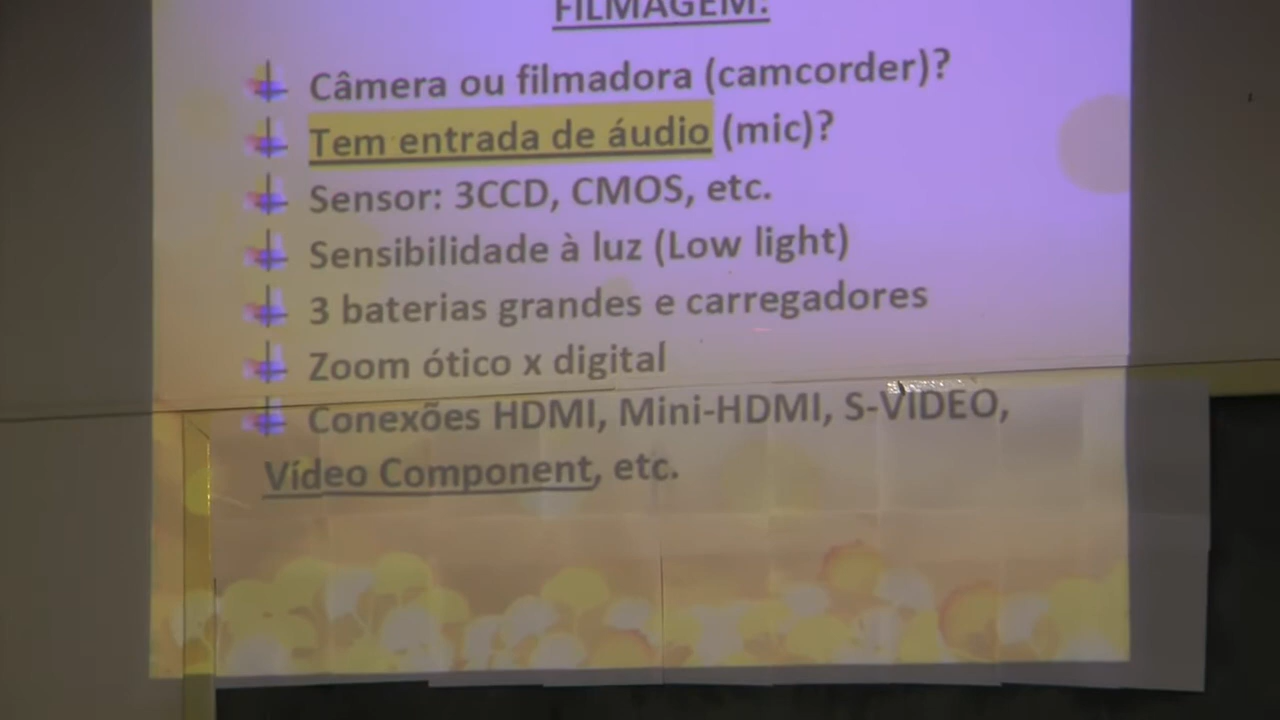 FILMAGEM:
Câmera ou filmadora (camcorder)?
Tem entrada de áudio (mic)?
Sensor: 3CCD, CMOS, etc.
Sensibilidade à luz (Low light)
3 baterias grandes e carregadores
Zoom ótico x digital
Conexões HDMI, Mini-HDMI, S-VIDEO,
Vídeo Component, etc.